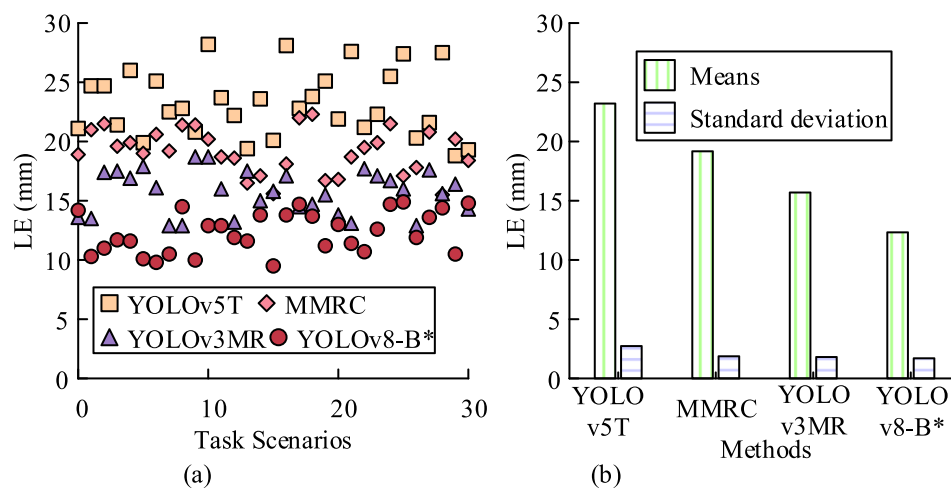 30
25
20
15
10
5
0
LE (mm)
YOLOv5T
MMRC
YOLOv3MR
YOLOv8-B*
0
10
20
30
Task Scenarios
(a)
30
25
20
15
10
5
0
LE (mm)
Means
Standard deviation
YOLO
v5T
MMRC
YOLO
v3MR
YOLO
v8-B*
Methods
(b)